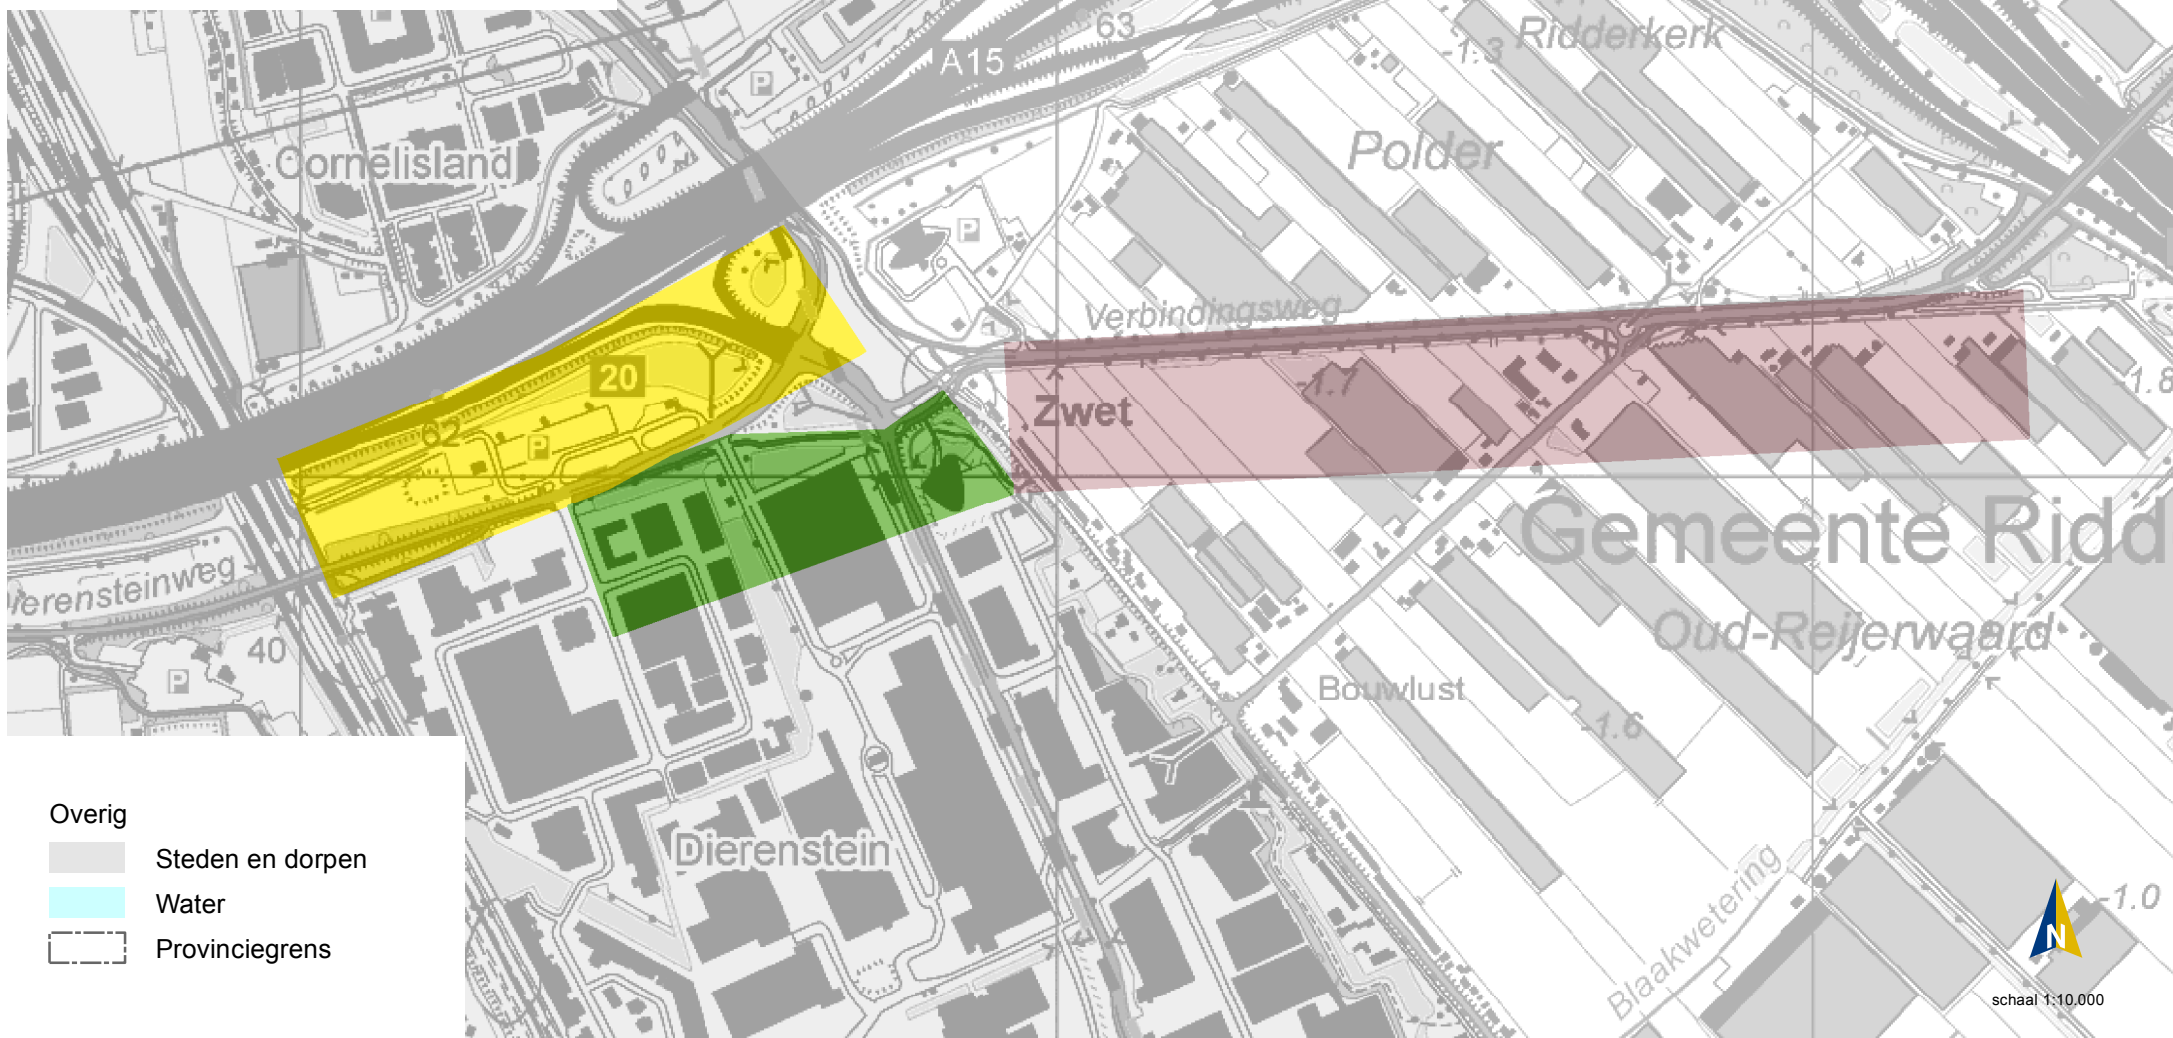 63
Ridderkerk
-1.3
A15
P
Polder
Cornelisland
P
Verbindingsweg
20
-1.7
-1.8
Zwet
62
P
Gemeente Ridd
ierensteinweg
40
P
Oud-Reijerwaard
Bouwlust
-1.6
Overig
Steden en dorpen
Water
Provinciegrens
Dierenstein
Blaakwetering
-1.0
N
schaal 1:10.000